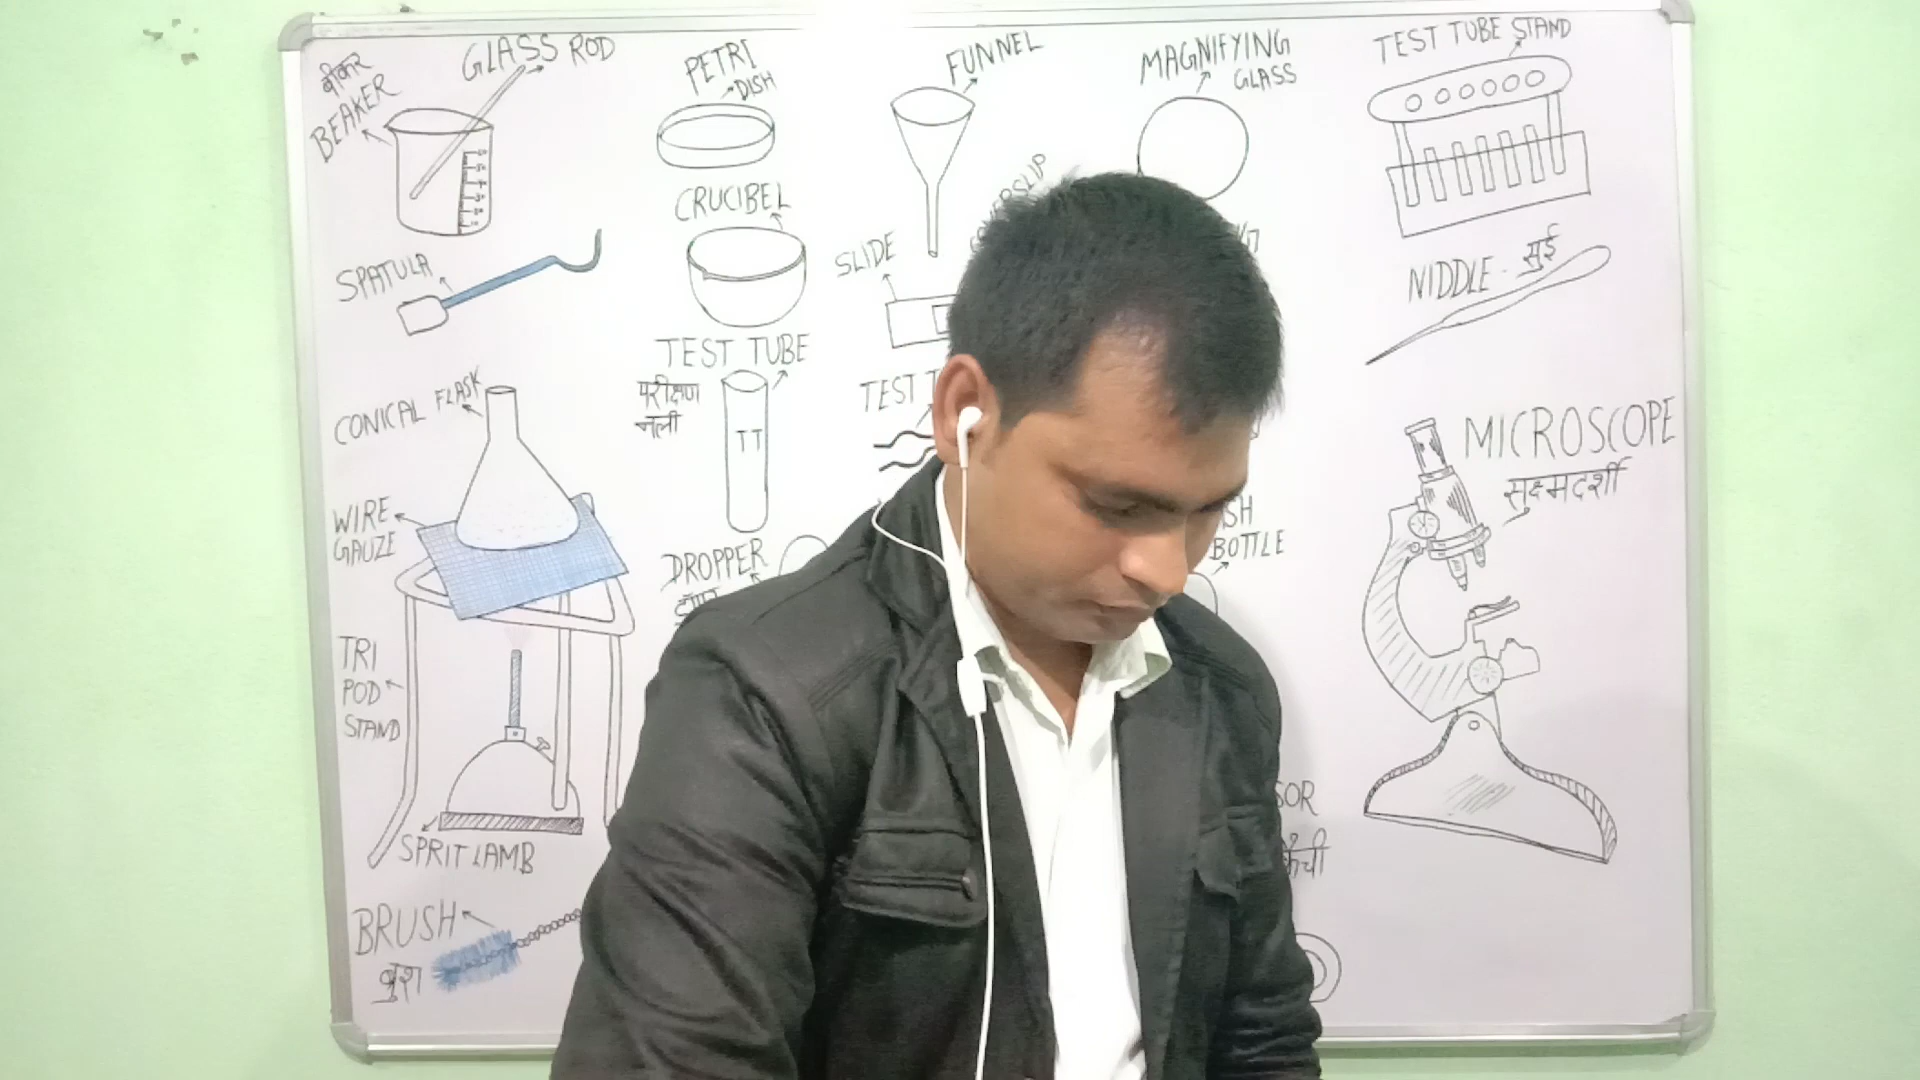 बीकर
BEAKER
GLASS ROD
PETRI
DISH
FUNNEL
MAGNIFYING
GLASS
TEST TUBE STAND
SPATULA
CRUCIBEL
SLIDE
NIDDLE - सुई
CONICAL FLASK
TEST TUBE
परीक्षण
नली
TT
TEST
MICROSCOPE
सुक्ष्मदर्शी
WIRE
GAUZE
DROPPER
BOTTLE
TRI
POD
STAND
SPRIT LAMB
BRUSH
ब्रुश